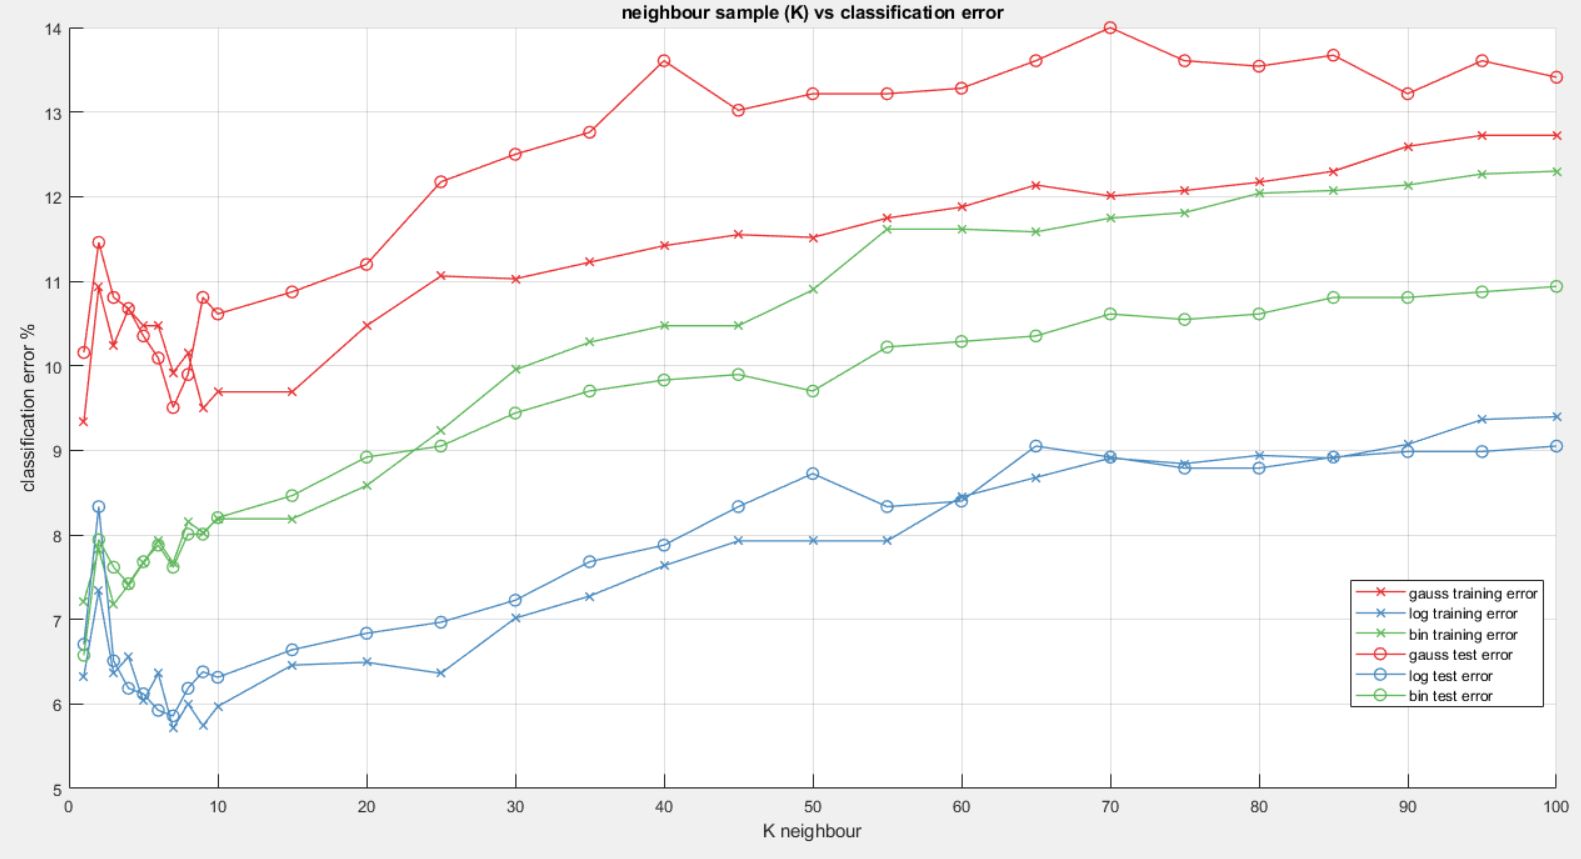 neighbour sample (K) vs classification error
14
13
12
11
10
9
8
7
6
5
classification error %
0 10 20 30 40 50 60 70 80 90 100
K neighbour
gauss training error
log training error
bin training error
gauss test error
log test error
bin test error